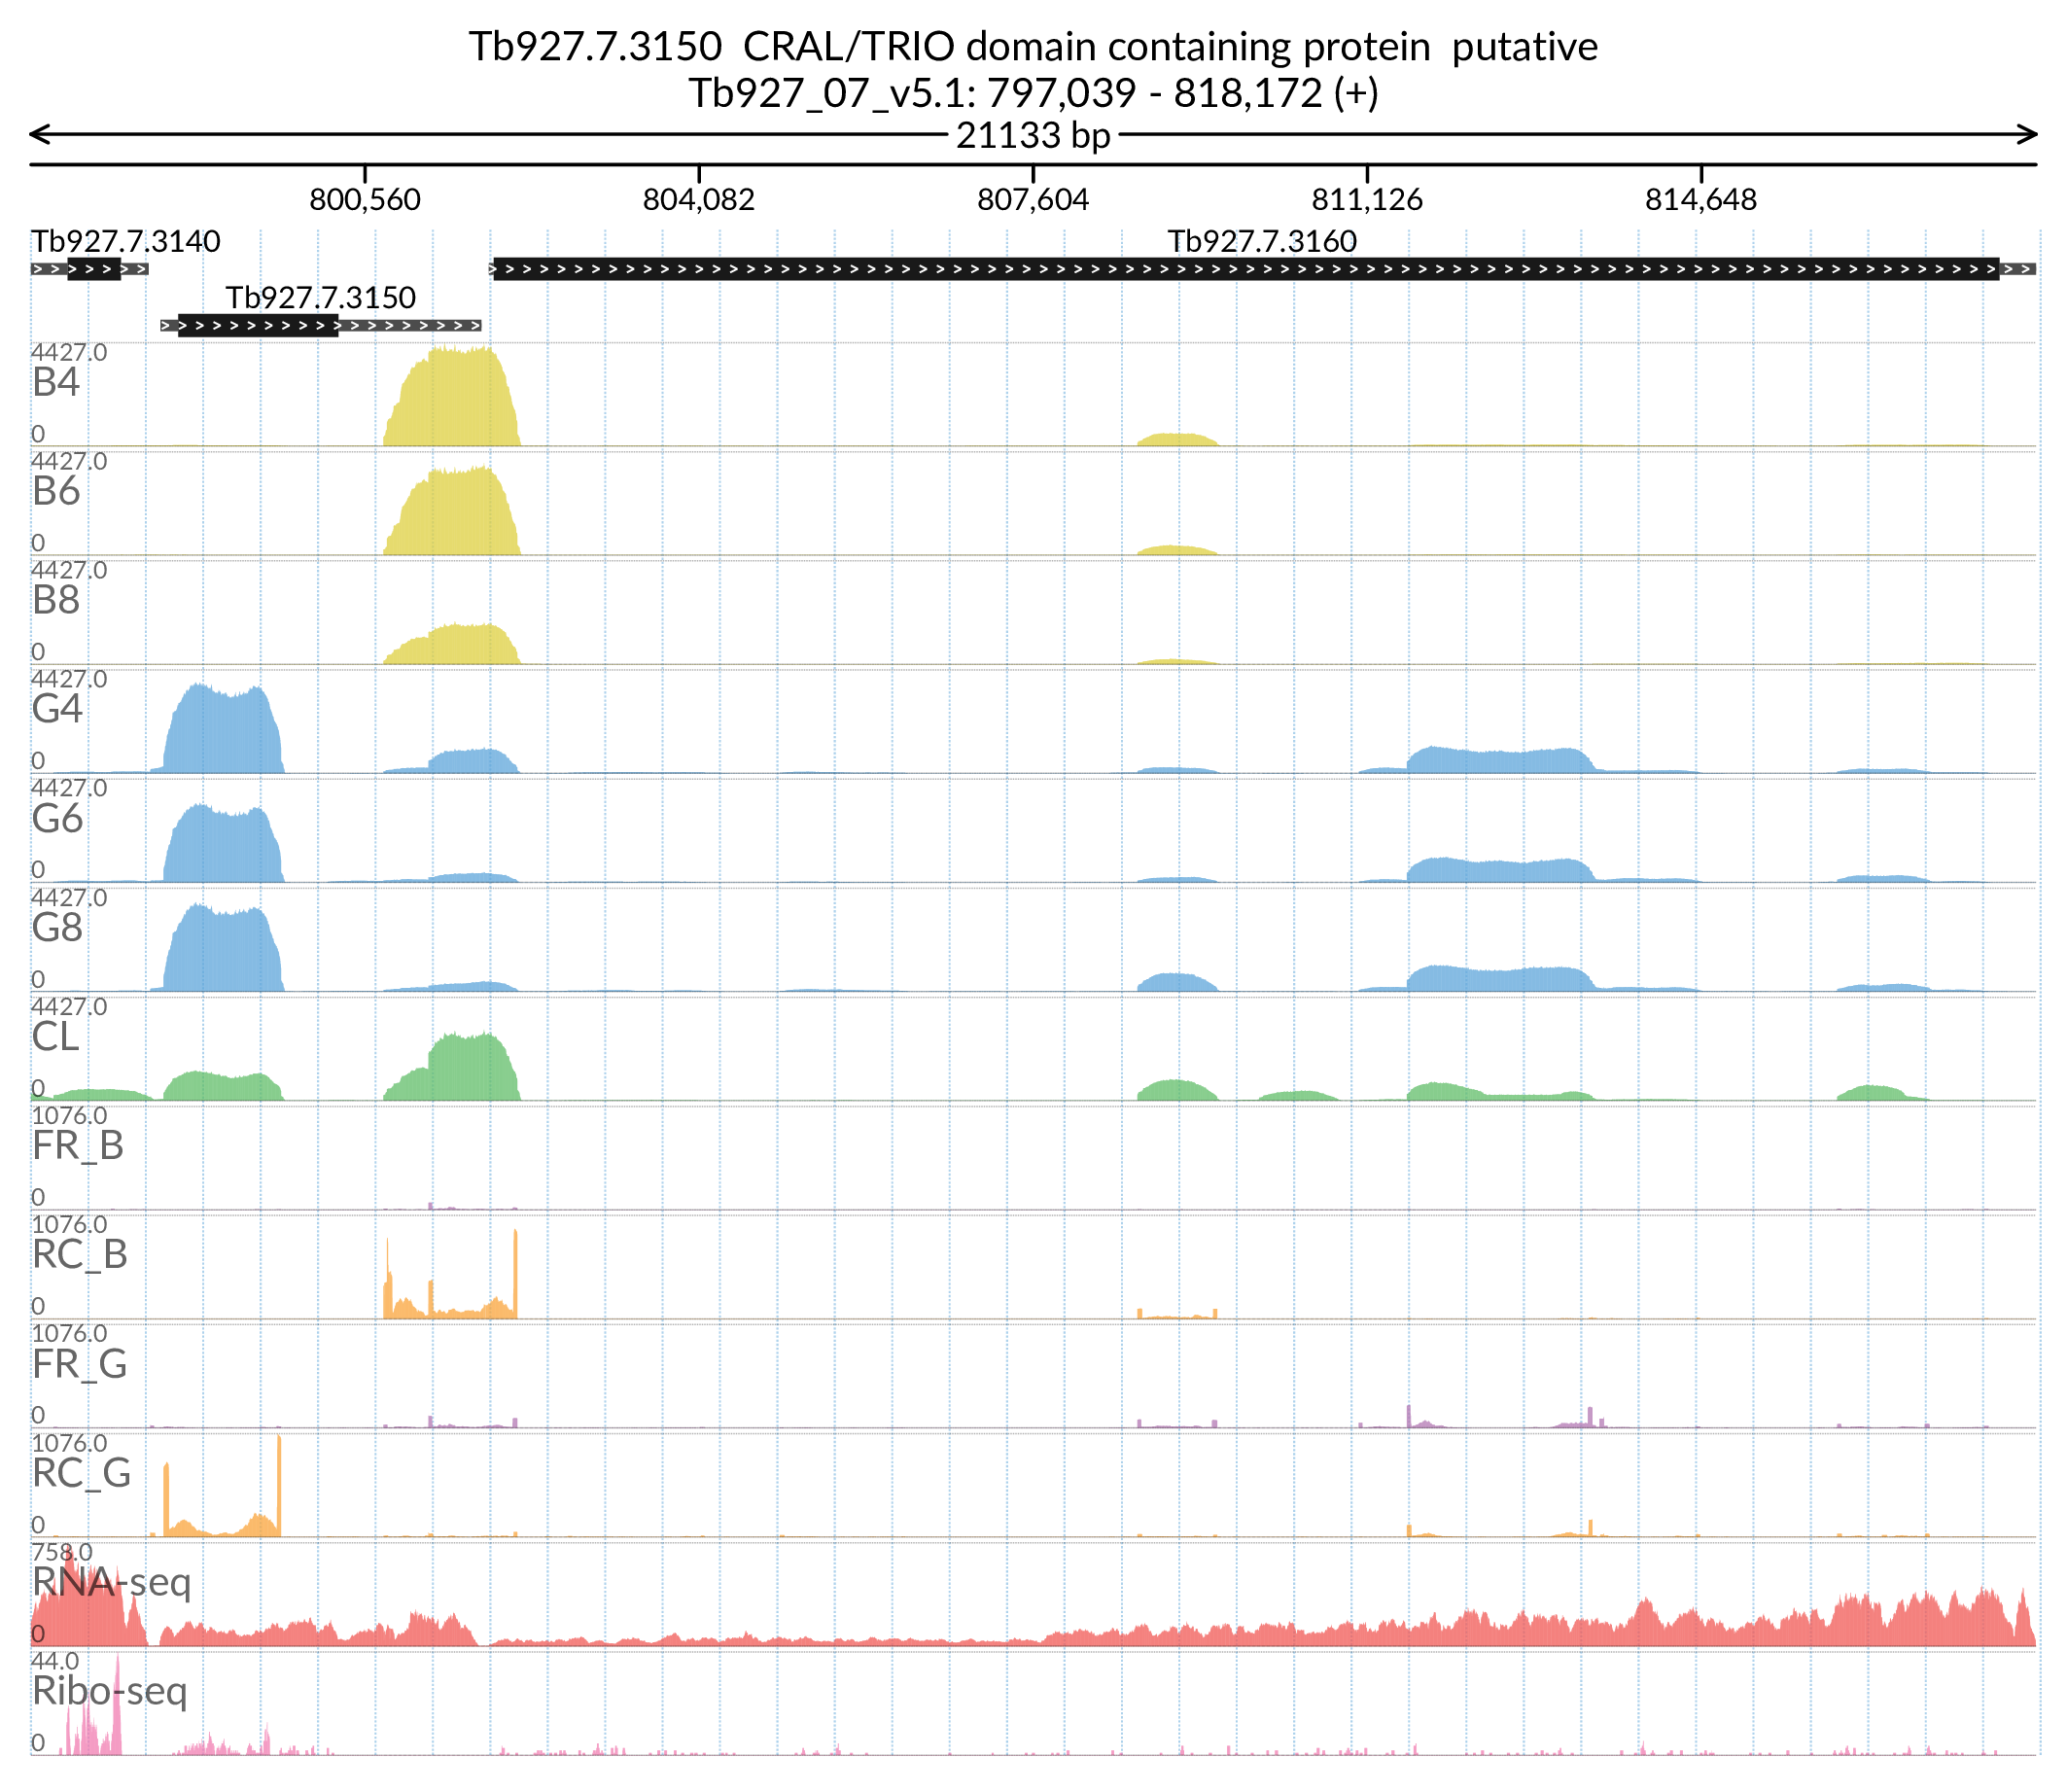 Tb927.7.3150  CRAL/TRIO domain containing protein  putative
Tb927_07_v5.1: 797,039 - 818,172 (+)
21133 bp
800,560 804,082 807,604 811,126 814,648
Tb927.7.3140 Tb927.7.3160
Tb927.7.3150
4427.0
B4
0
4427.0
B6
0
4427.0
B8
0
4427.0
G4
0
4427.0
G6
0
4427.0
G8
0
4427.0
CL
0
1076.0
FR_B
0
1076.0
RC_B
0
1076.0
FR_G
0
1076.0
RC_G
0
758.0
RNA-seq
0
44.0
Ribo-seq
0